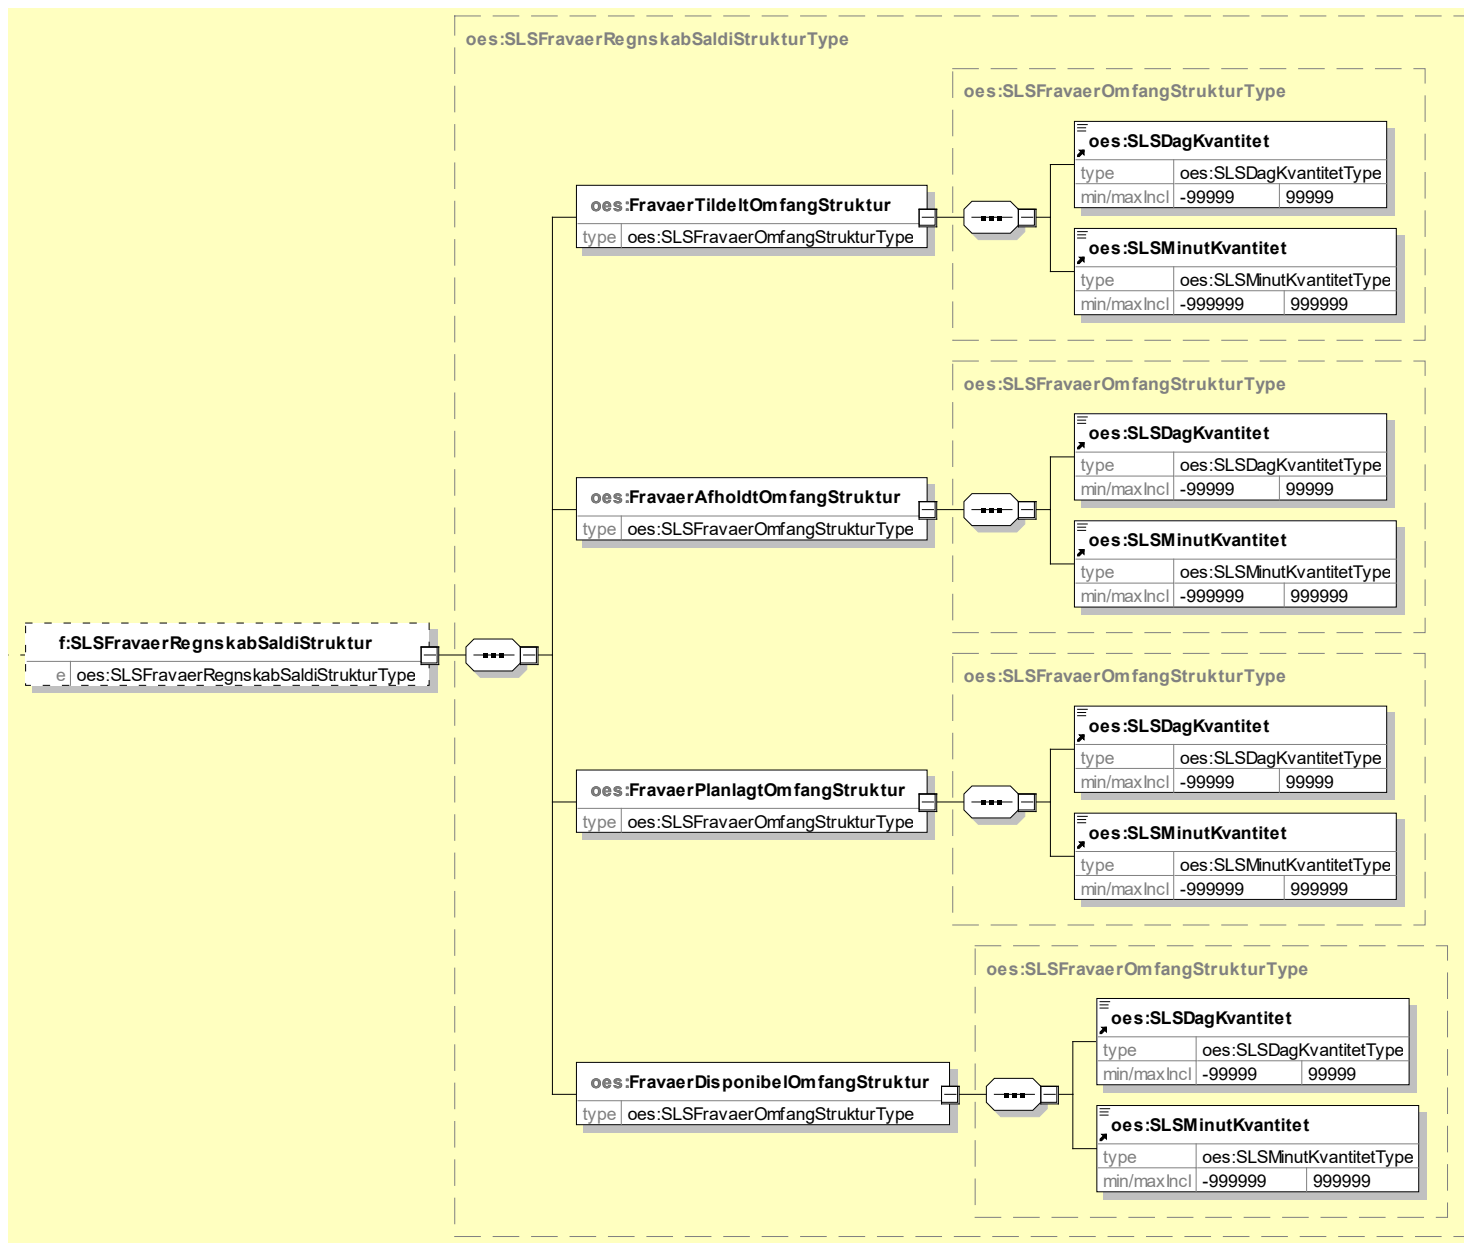 oes:SLSFravaerRegnskabSaldiStrukturType
oes:SLSFravaerOmfangStrukturType
oes:SLSDagKvantitet
type oes:SLSDagKvantitetType
min/maxIncl -99999 99999
oes:FravaerTildeltOmfangStruktur
type oes:SLSFravaerOmfangStrukturType
oes:SLSMinutKvantitet
type oes:SLSMinutKvantitetType
min/maxIncl -999999 999999
oes:SLSFravaerOmfangStrukturType
oes:SLSDagKvantitet
type oes:SLSDagKvantitetType
min/maxIncl -99999 99999
oes:FravaerAfholdtOmfangStruktur
type oes:SLSFravaerOmfangStrukturType
oes:SLSMinutKvantitet
type oes:SLSMinutKvantitetType
min/maxIncl -999999 999999
f:SLSFravaerRegnskabSaldiStruktur
e oes:SLSFravaerRegnskabSaldiStrukturType
oes:SLSFravaerOmfangStrukturType
oes:SLSDagKvantitet
type oes:SLSDagKvantitetType
min/maxIncl -99999 99999
oes:FravaerPlanlagtOmfangStruktur
type oes:SLSFravaerOmfangStrukturType
oes:SLSMinutKvantitet
type oes:SLSMinutKvantitetType
min/maxIncl -999999 999999
oes:SLSFravaerOmfangStrukturType
oes:SLSDagKvantitet
type oes:SLSDagKvantitetType
min/maxIncl -99999 99999
oes:FravaerDisponibelOmfangStruktur
type oes:SLSFravaerOmfangStrukturType
oes:SLSMinutKvantitet
type oes:SLSMinutKvantitetType
min/maxIncl -999999 999999